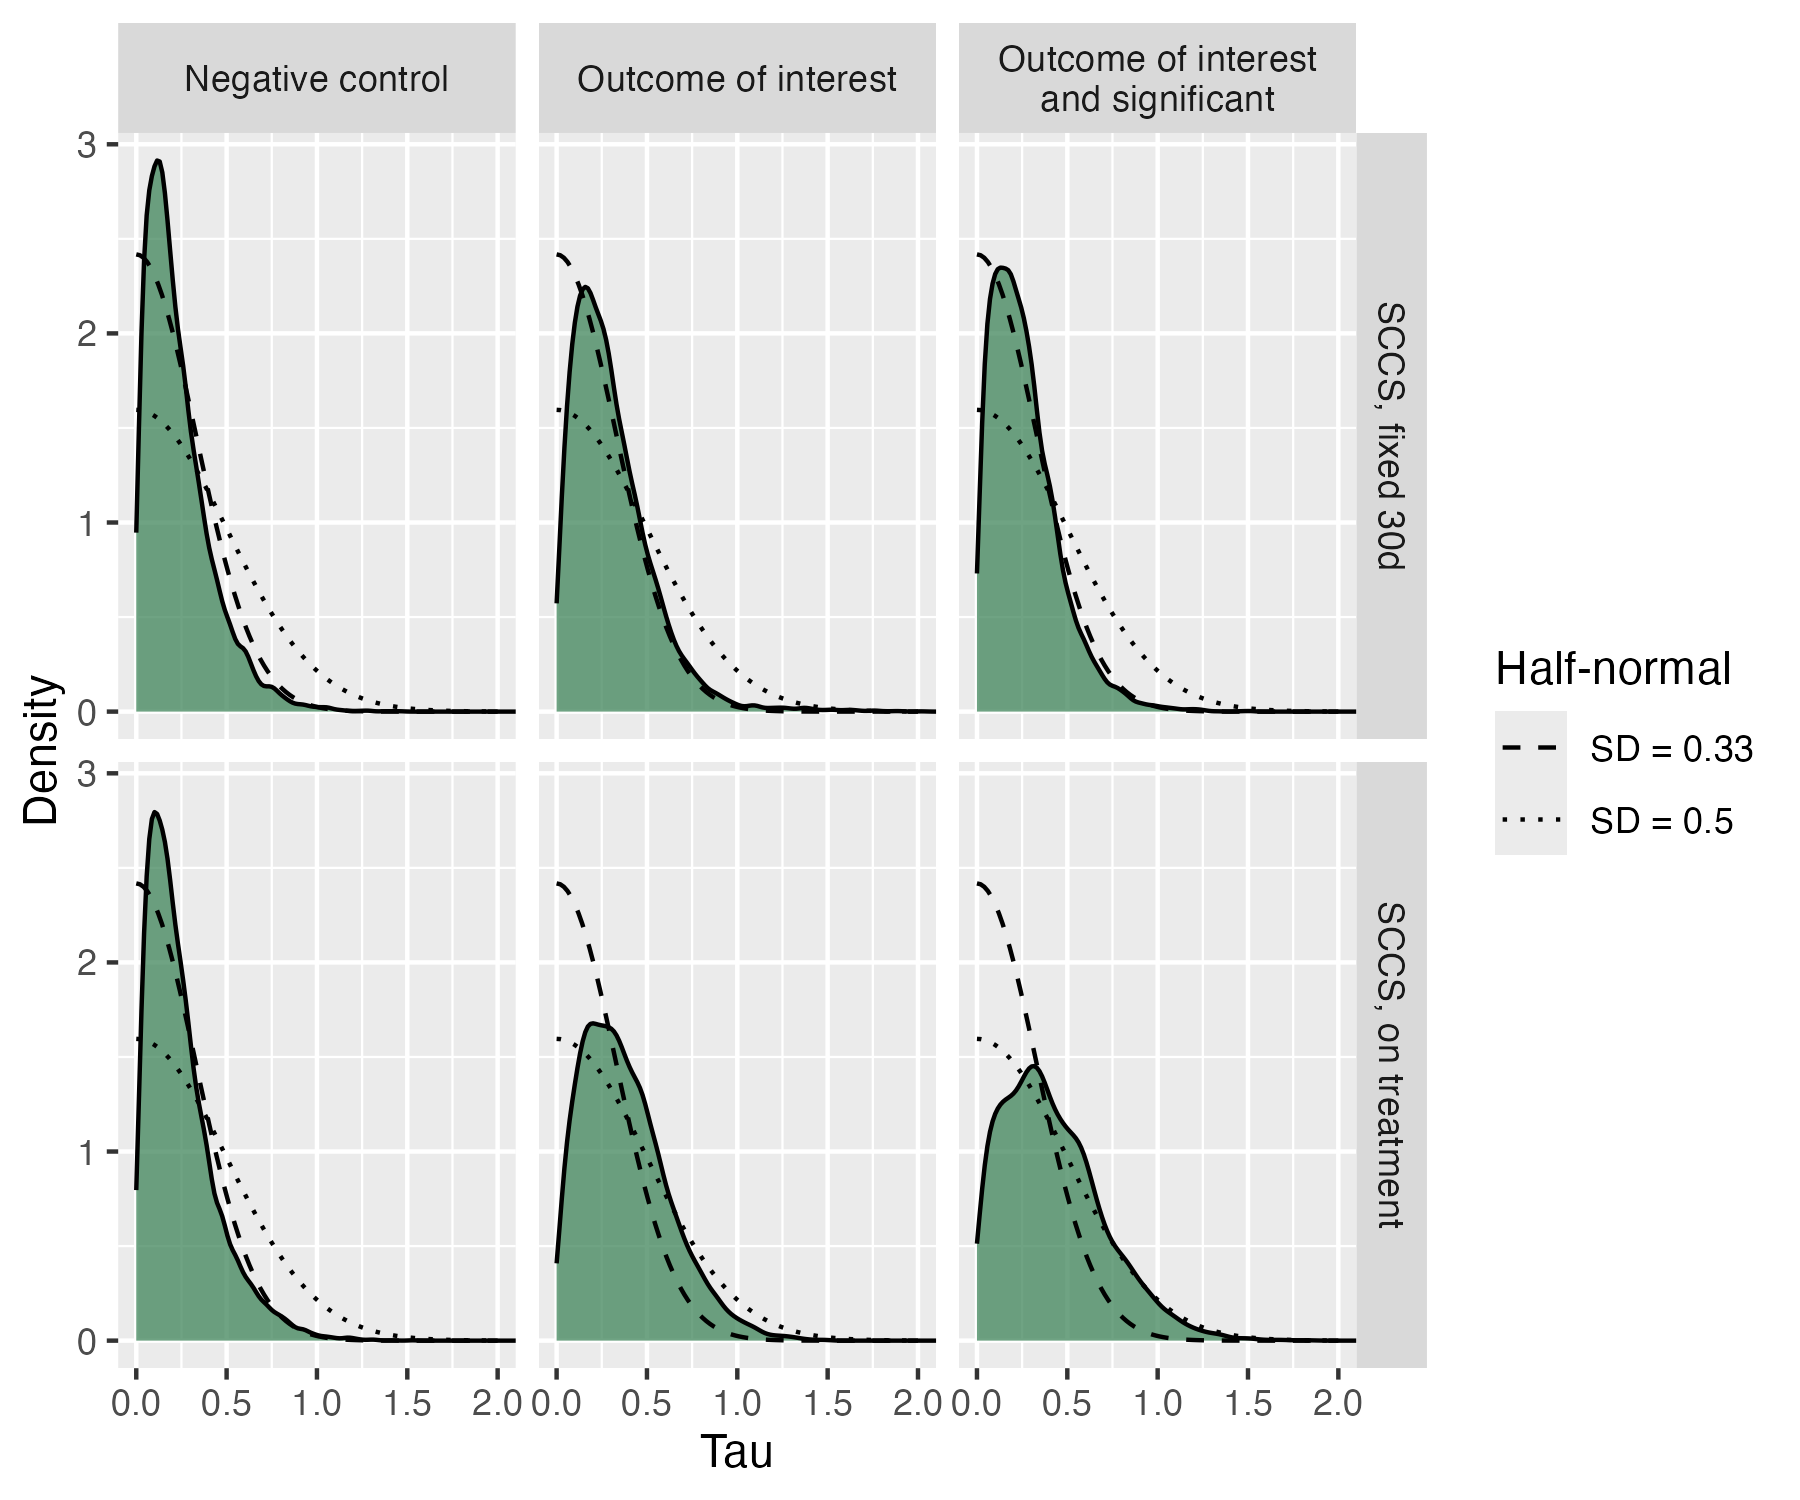 Negative control
Outcome of interest
Outcome of interest
and significant
3
2
1
0
SCCS, fixed 30d
3
2
1
0
SCCS, on treatment
Density
0.0 0.5 1.0 1.5 2.0
0.0 0.5 1.0 1.5 2.0
0.0 0.5 1.0 1.5 2.0
Tau
Half-normal
SD = 0.33
SD = 0.5